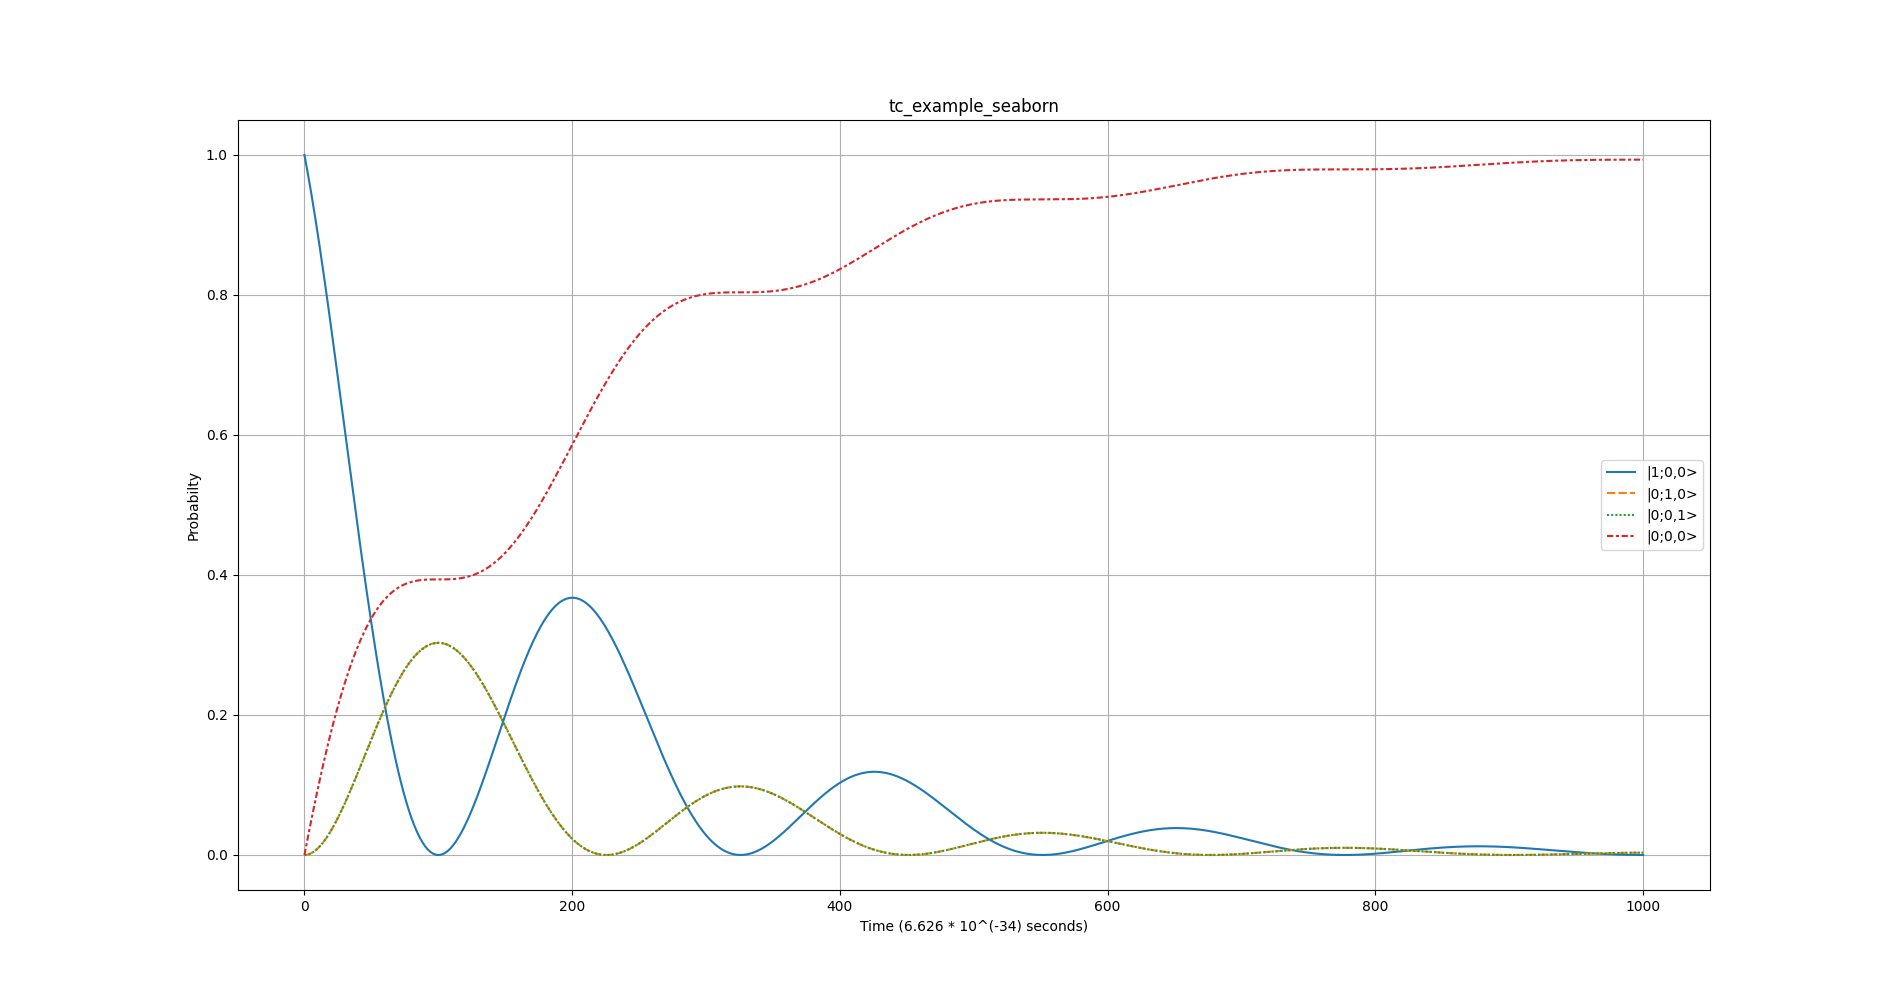 tc_example_seaborn
Probabilty
1.0
0.8
0.6
0.4
0.2
0.0
|1;0,0>
|0;1,0>
|0;0,1>
|0;0,0>
0 200 400 600 800 1000
Time (6.626 * 10^(-34) seconds)